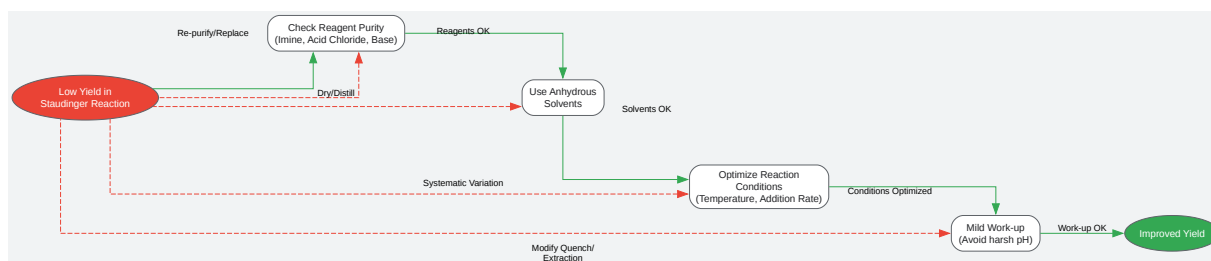 Re-purify/Replace
Check Reagent Purity
(Imine, Acid Chloride, Base)
Reagents OK
Low Yield in
Staudinger Reaction
Dry/Distill
Use Anhydrous
Solvents
Solvents OK
Systematic Variation
Optimize Reaction
Conditions
(Temperature, Addition Rate)
Conditions Optimized
Modify Quench/
Extraction
Mild Work-up
(Avoid harsh pH)
Work-up OK
Improved Yield